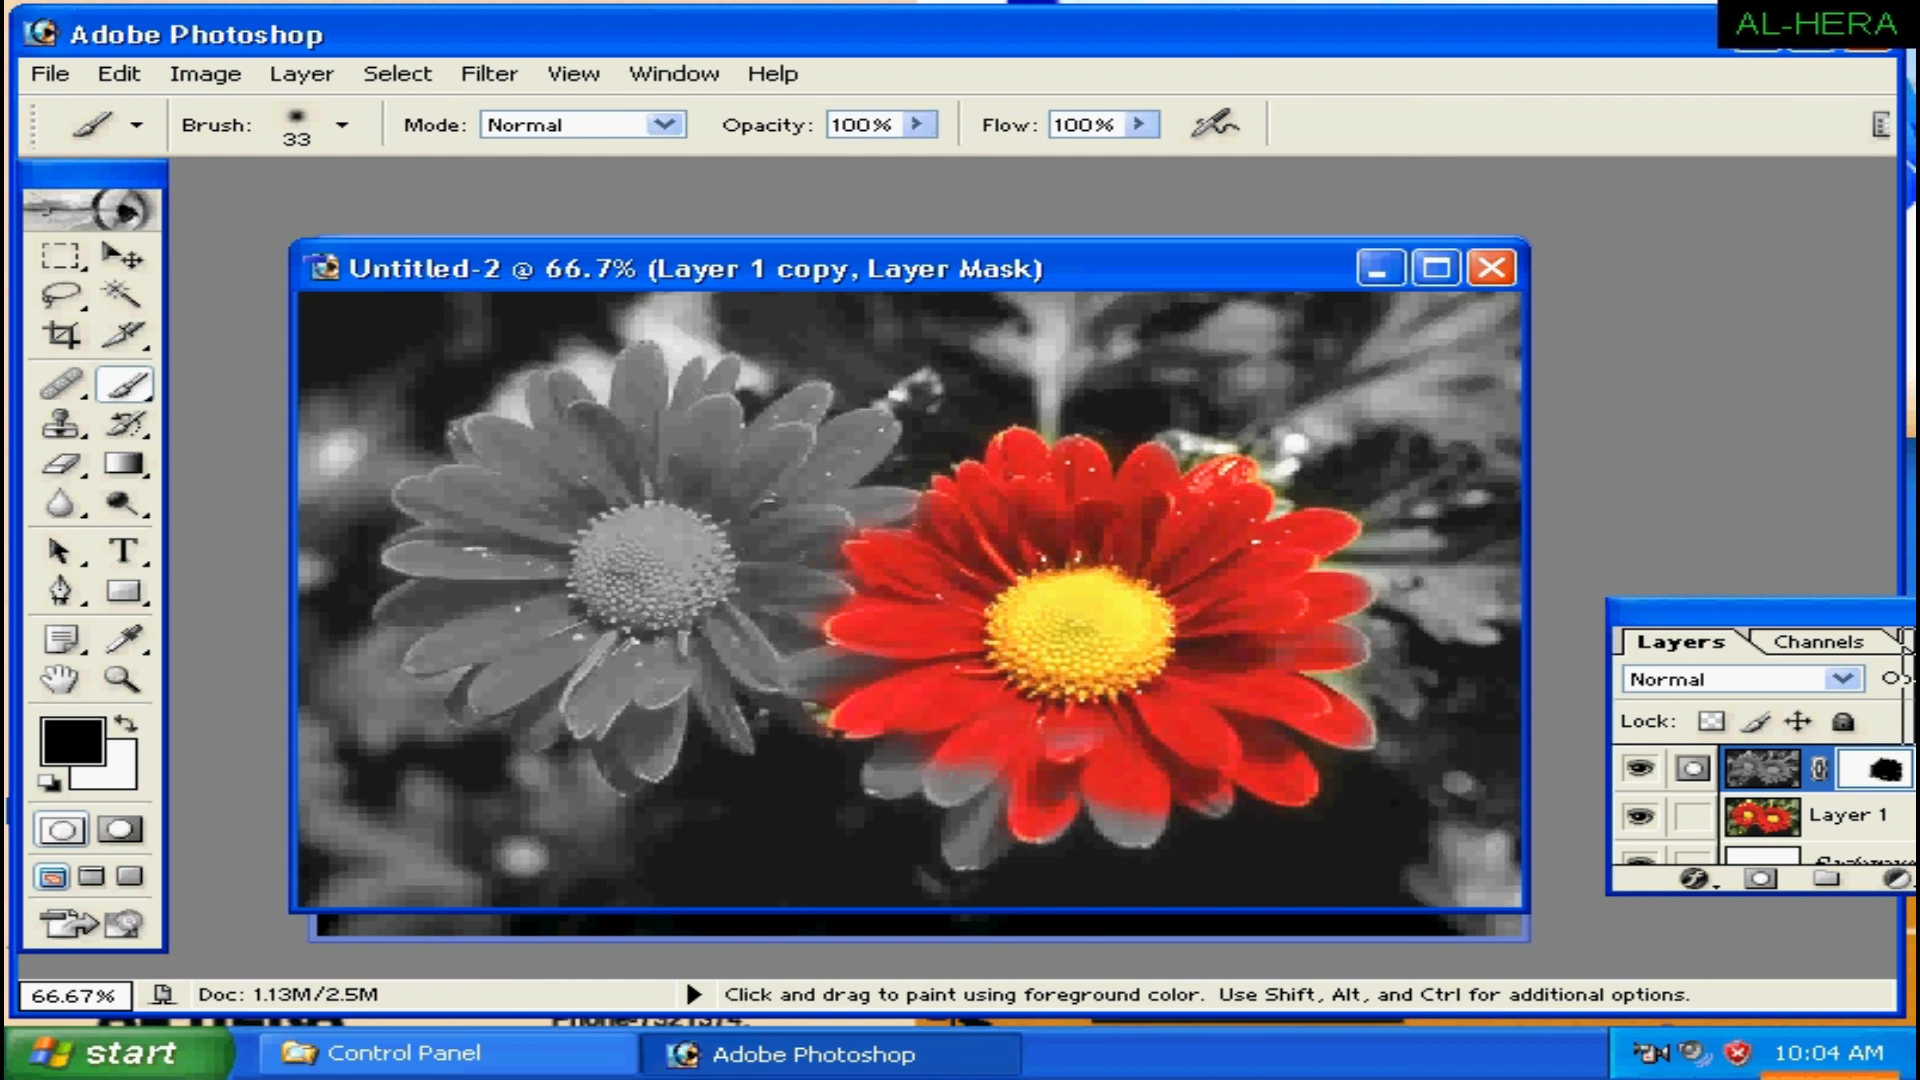 AL-HERA
Adobe Photoshop
File Edit Image Layer Select Filter View Window Help
Brush: 33 Mode: Normal Opacity: 100% Flow: 100%
Untitled-2 @ 66.7% (Layer 1 copy, Layer Mask)
T
Layers Channels
Normal
Lock:
Layer 1
66.67% Doc: 1.13M/2.5M Click and drag to paint using foreground color. Use Shift, Alt, and Ctrl for additional options.
start Control Panel Adobe Photoshop 10:04 AM